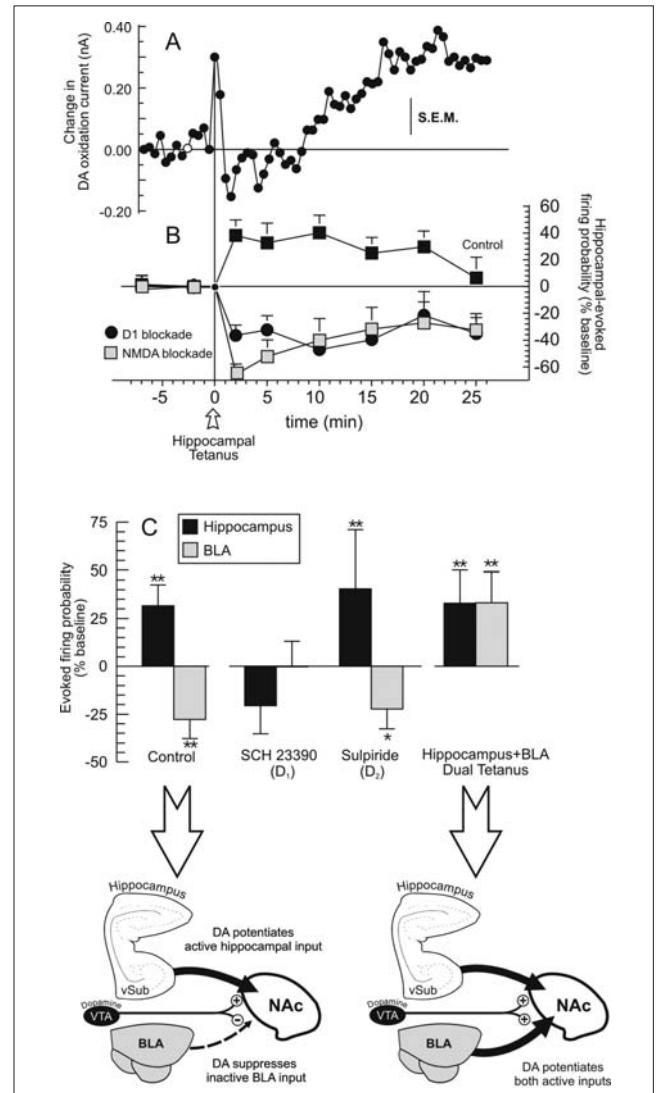 A
0.40
0.20
0.00
-0.20
Change in
DA oxidation current (nA)
S.E.M.
B
60
40
20
0
-20
-40
-60
Hippocampal-evoked
firing probability
(% baseline)
Control
D1 blockade
NMDA blockade
-5
0
5
10
15
20
25
time (min)
Hippocampal
Tetanus
C
75
50
25
0
-25
-50
Evoked firing probability
(% baseline)
Hippocampus
BLA
**
**
**
*
**
**
Control
SCH 23390
(D₁)
Sulpiride
(D₂)
Hippocampus+BLA
Dual Tetanus
Hippocampus
vSub
DA potentiates
active hippocampal input
Dopamine
VTA
+
−
NAc
BLA
DA suppresses
inactive BLA input
Hippocampus
vSub
Dopamine
VTA
+
+
NAc
BLA
DA potentiates
both active inputs